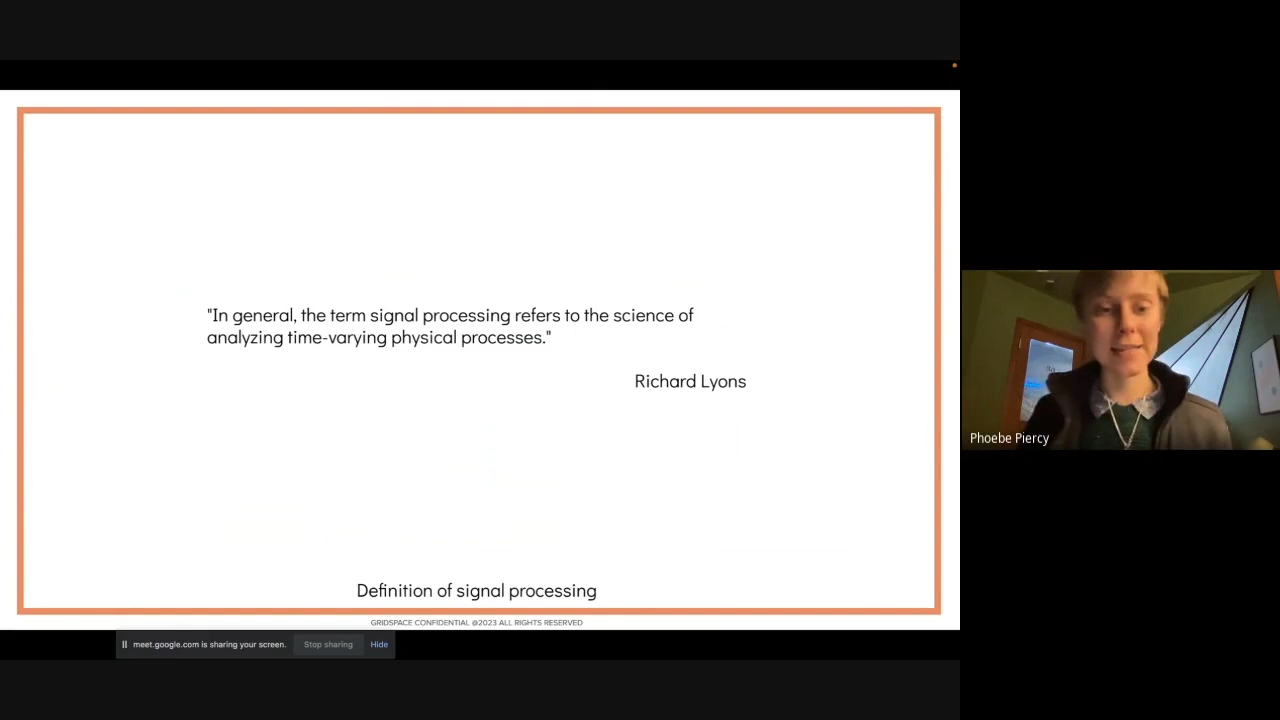 "In general, the term signal processing refers to the science of
analyzing time-varying physical processes."
Richard Lyons
Definition of signal processing
GRIDSPACE CONFIDENTIAL @2023 ALL RIGHTS RESERVED
meet.google.com is sharing your screen. Stop sharing Hide
Phoebe Piercy